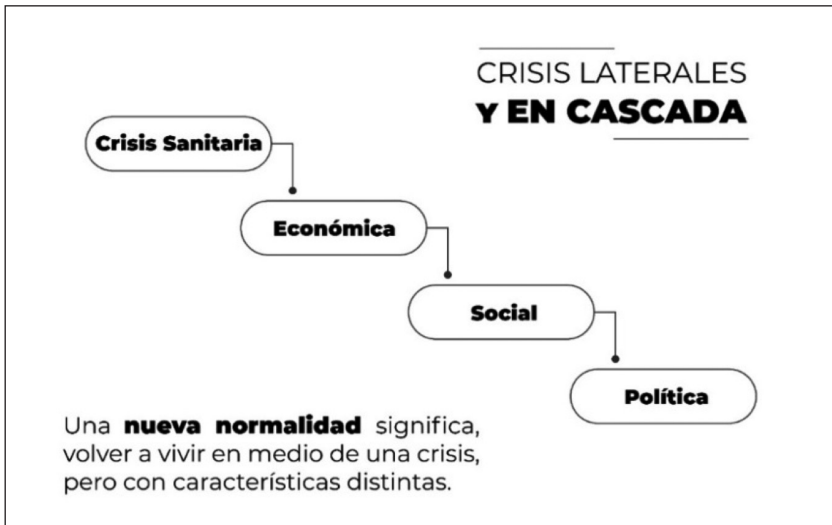 CRISIS LATERALES
Y EN CASCADA
Crisis Sanitaria
Económica
Social
Política
Una nueva normalidad significa,
volver a vivir en medio de una crisis,
pero con características distintas.